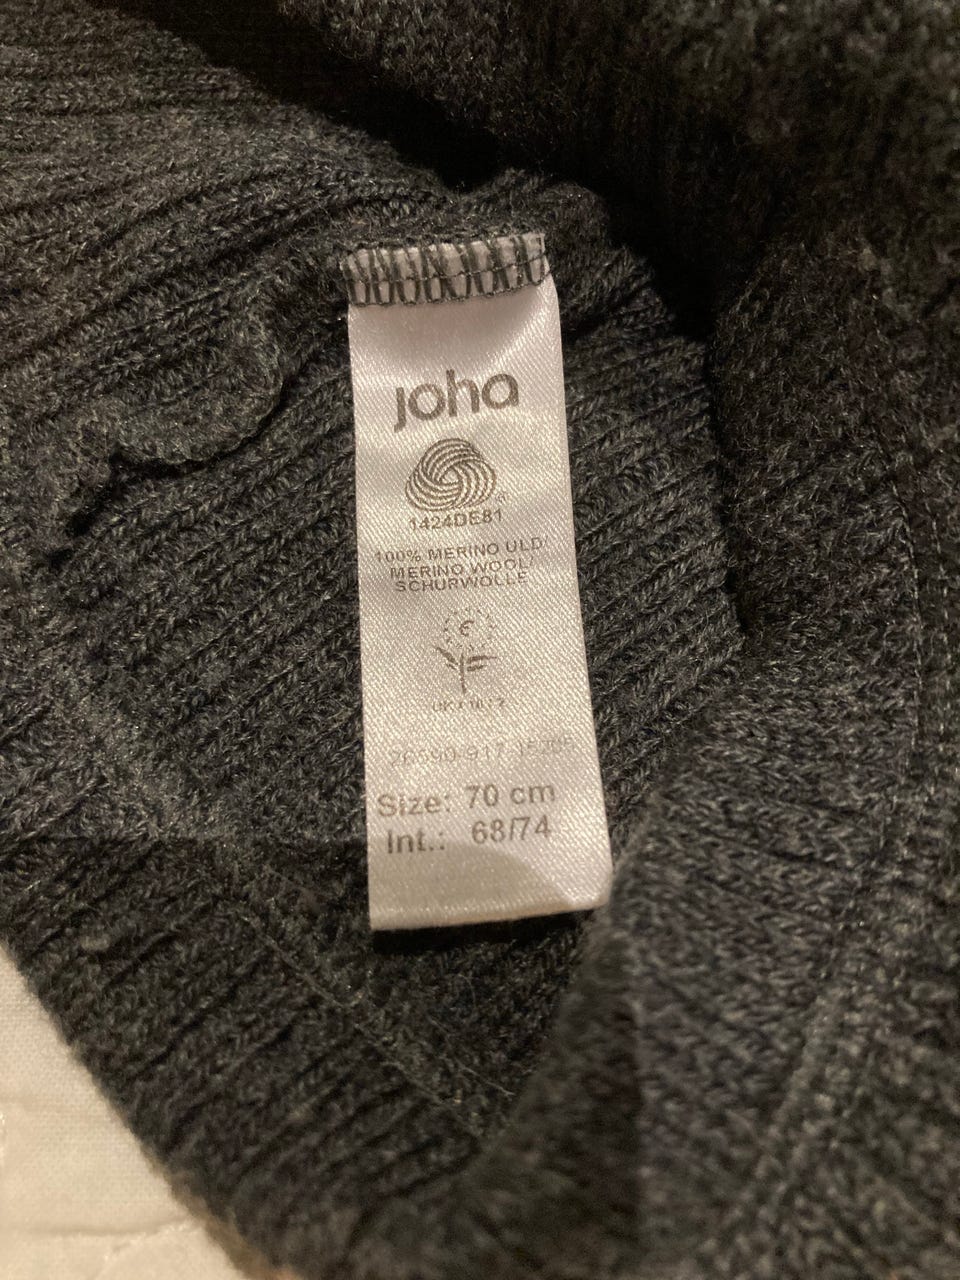 joha
1424DE81
100% MERINO ULD/
MERINO WOOL/
SCHURWOLLE
Size: 70 cm
Int.: 68/74